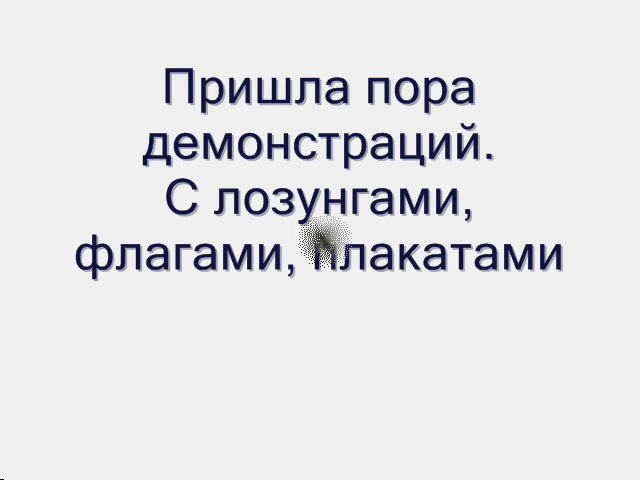 Пришла пора
демонстраций.
С лозунгами,
флагами, плакатами